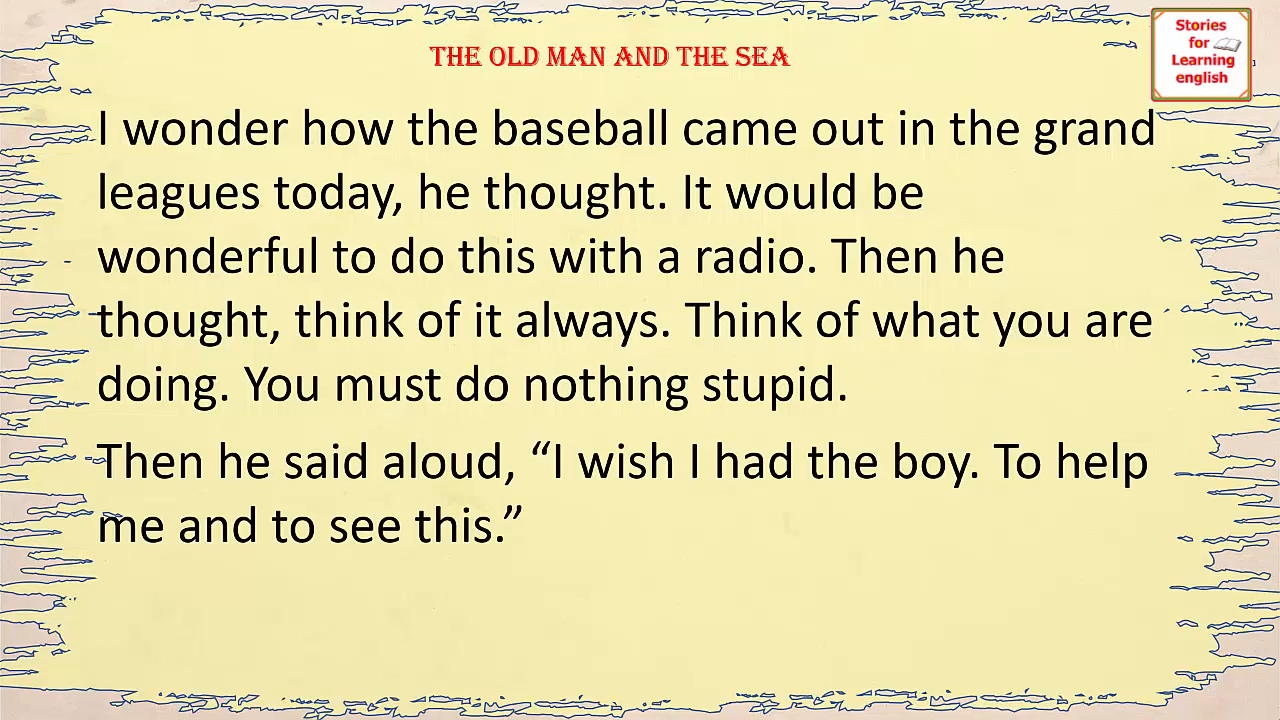 THE OLD MAN AND THE SEA
Stories
for
Learning
english
I wonder how the baseball came out in the grand
leagues today, he thought. It would be
wonderful to do this with a radio. Then he
thought, think of it always. Think of what you are
doing. You must do nothing stupid.
Then he said aloud, “I wish I had the boy. To help
me and to see this.”